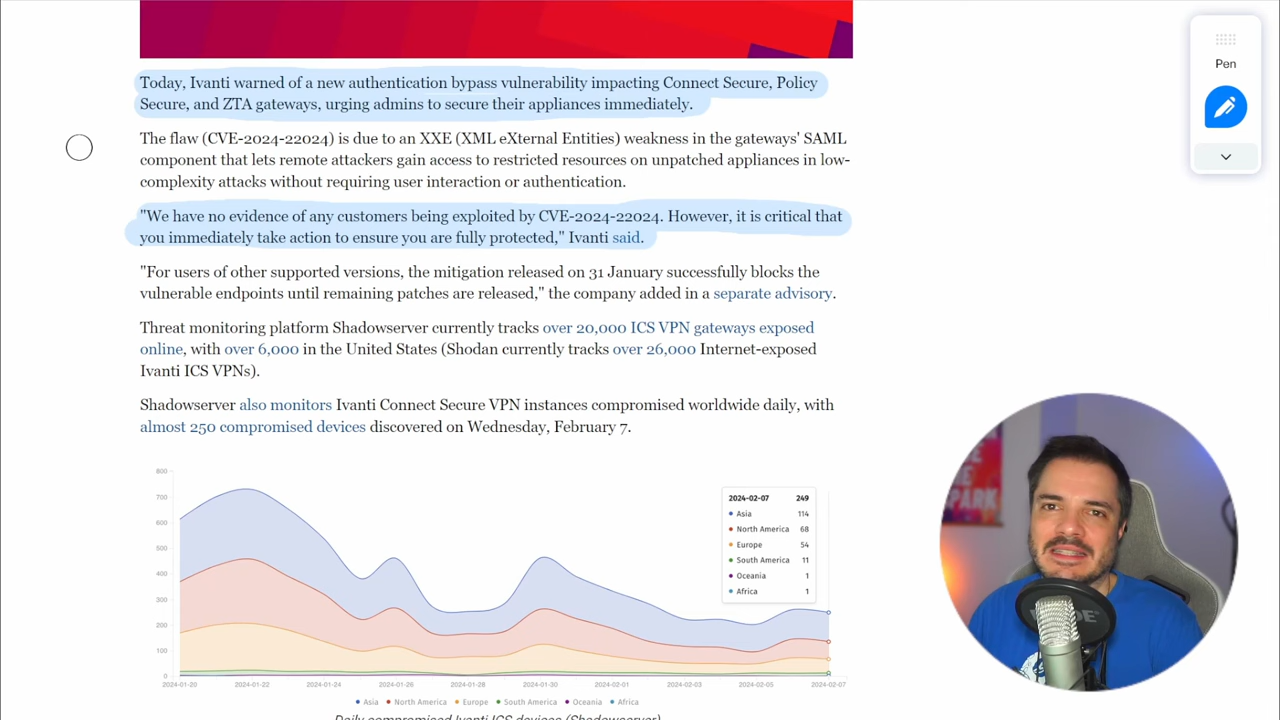 Pen
Today, Ivanti warned of a new authentication bypass vulnerability impacting Connect Secure, Policy
Secure, and ZTA gateways, urging admins to secure their appliances immediately.
The flaw (CVE-2024-22024) is due to an XXE (XML eXternal Entities) weakness in the gateways' SAML
component that lets remote attackers gain access to restricted resources on unpatched appliances in low-
complexity attacks without requiring user interaction or authentication.
"We have no evidence of any customers being exploited by CVE-2024-22024. However, it is critical that
you immediately take action to ensure you are fully protected," Ivanti said.
"For users of other supported versions, the mitigation released on 31 January successfully blocks the
vulnerable endpoints until remaining patches are released," the company added in a separate advisory.
Threat monitoring platform Shadowserver currently tracks over 20,000 ICS VPN gateways exposed
online, with over 6,000 in the United States (Shodan currently tracks over 26,000 Internet-exposed
Ivanti ICS VPNs).
Shadowserver also monitors Ivanti Connect Secure VPN instances compromised worldwide daily, with
almost 250 compromised devices discovered on Wednesday, February 7.
800
700
600
500
400
300
200
100
0
2024-02-07 249
Asia 114
North America 68
Europe 54
South America 11
Oceania 1
Africa 1
2024-01-20 2024-01-22 2024-01-24 2024-01-26 2024-01-28 2024-01-30 2024-02-01 2024-02-03 2024-02-05 2024-02-07
Asia North America Europe South America Oceania Africa
Daily compromised Ivanti ICS devices (Shadowserver)